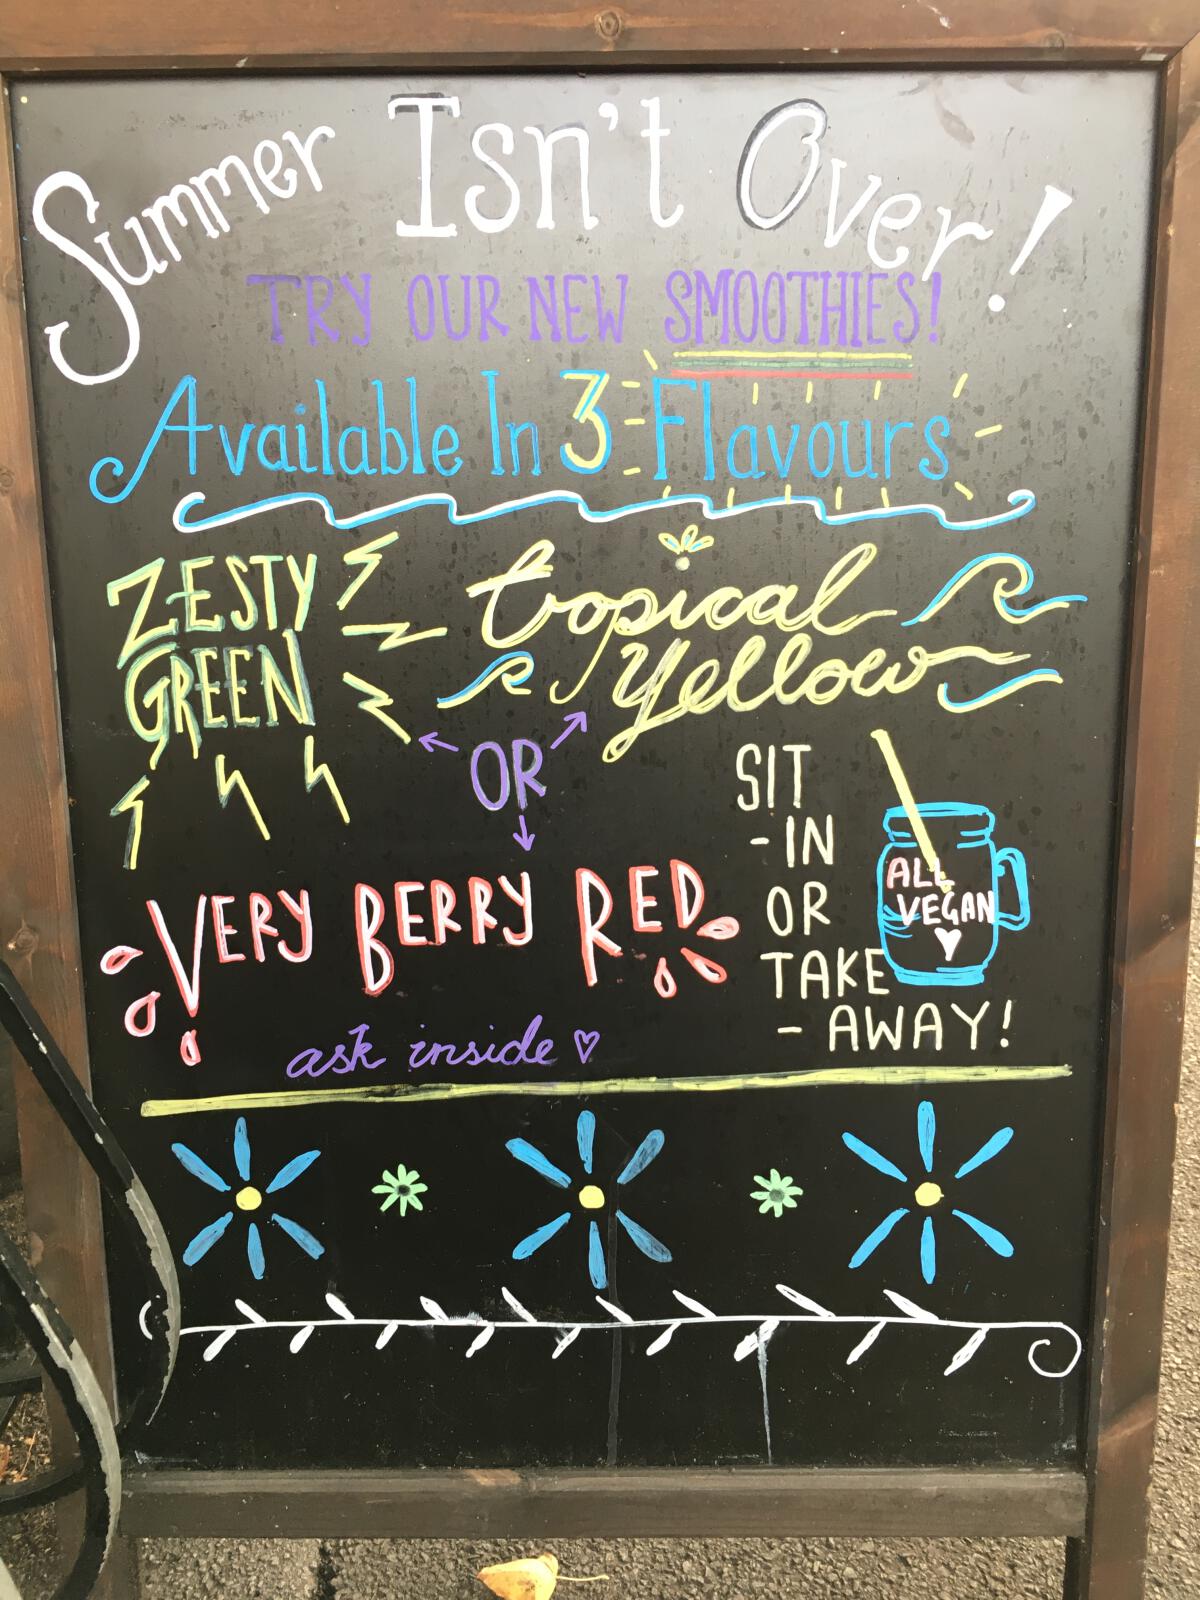 Summer Isn't Over!
TRY OUR NEW SMOOTHIES!
Available In 3 Flavours
ZESTY
GREEN
tropical
Yellow
OR
VERY BERRY RED
ask inside ♡
SIT
-IN
OR
TAKE
- AWAY!
ALL
VEGAN